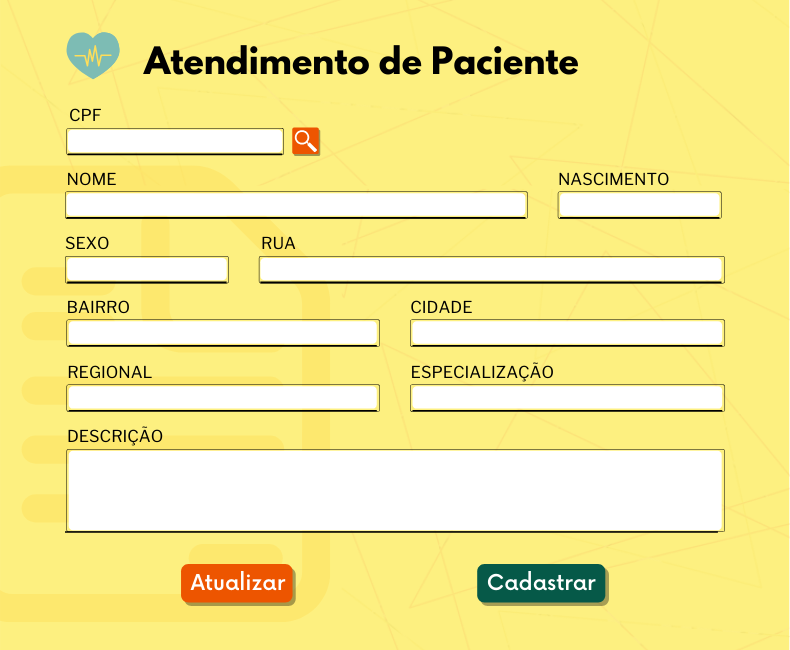 Atendimento de Paciente
CPF
NOME NASCIMENTO
SEXO RUA
BAIRRO CIDADE
REGIONAL ESPECIALIZAÇÃO
DESCRIÇÃO
Atualizar Cadastrar